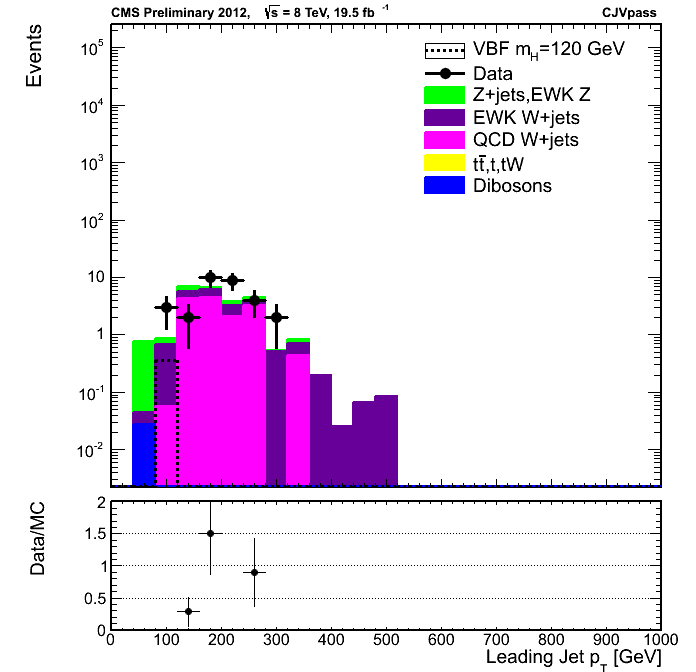 CMS Preliminary 2012, √s = 8 TeV, 19.5 fb⁻¹ CJVpass
Events
10⁵
10⁴
10³
10²
10
1
10⁻¹
10⁻²
VBF m_H=120 GeV
Data
Z+jets,EWK Z
EWK W+jets
QCD W+jets
tt̅,t,tW
Dibosons
Data/MC
2
1.5
1
0.5
0
0 100 200 300 400 500 600 700 800 900 1000
Leading Jet p_T [GeV]